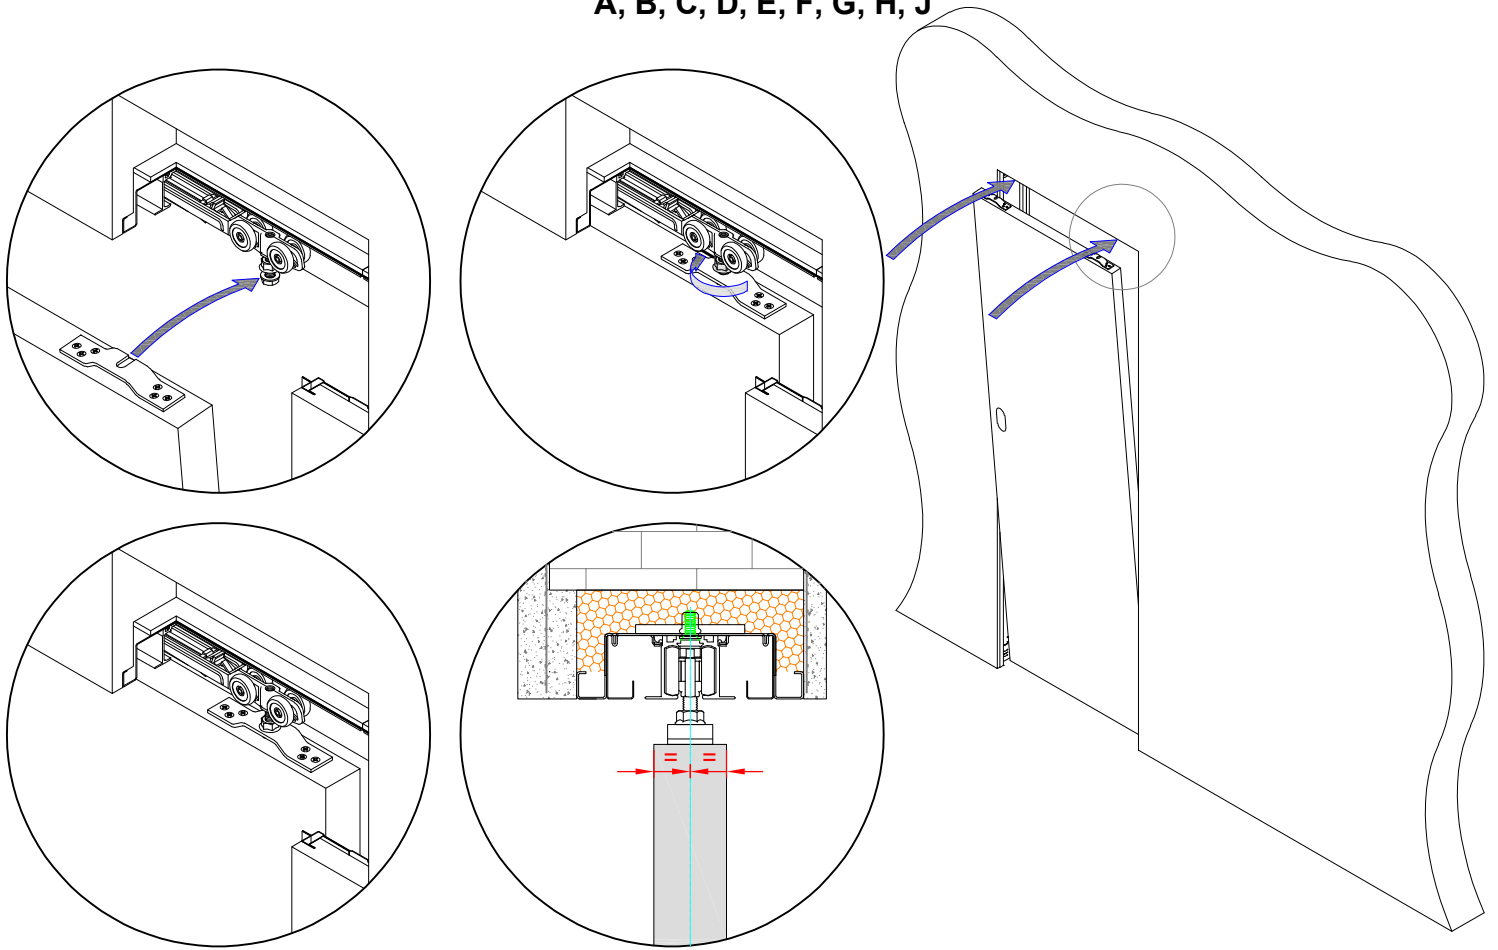 A, B, C, D, E, F, G, H, J
= =